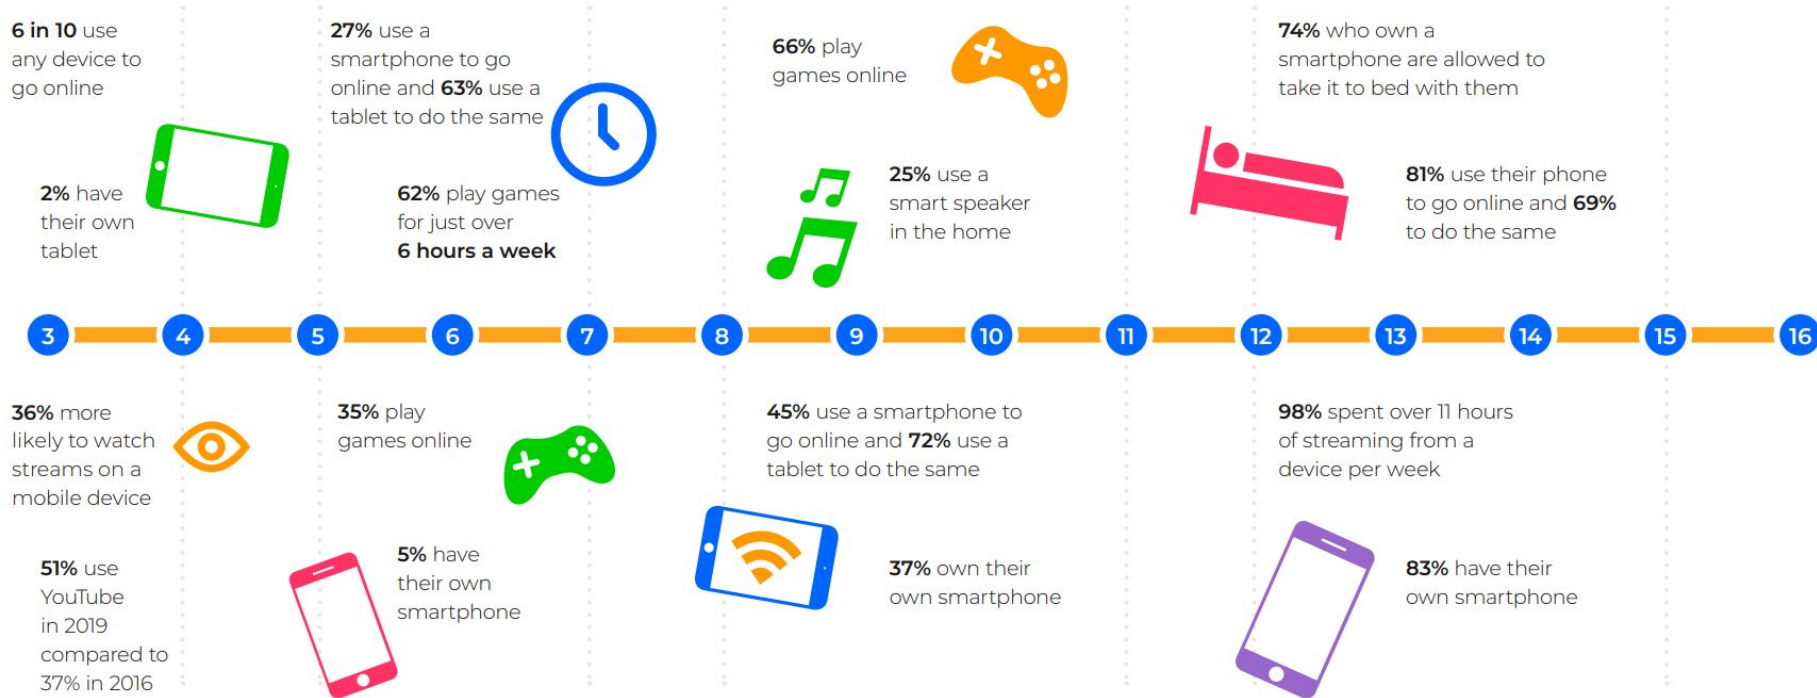 6 in 10 use
any device to
go online
2% have
their own
tablet
27% use a
smartphone to go
online and 63% use a
tablet to do the same
62% play games
for just over
6 hours a week
66% play
games online
25% use a
smart speaker
in the home
74% who own a
smartphone are allowed to
take it to bed with them
81% use their phone
to go online and 69%
to do the same
3 4 5 6 7 8 9 10 11 12 13 14 15 16
36% more
likely to watch
streams on a
mobile device
51% use
YouTube
in 2019
compared to
37% in 2016
35% play
games online
5% have
their own
smartphone
45% use a smartphone to
go online and 72% use a
tablet to do the same
37% own their
own smartphone
98% spent over 11 hours
of streaming from a
device per week
83% have their
own smartphone